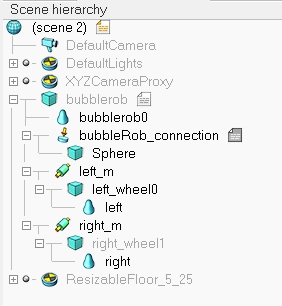 Scene hierarchy
(scene 2)
DefaultCamera
DefaultLights
XYZCameraProxy
bubblerob
bubblerob0
bubbleRob_connection
Sphere
left_m
left_wheel0
left
right_m
right_wheel1
right
ResizableFloor_5_25